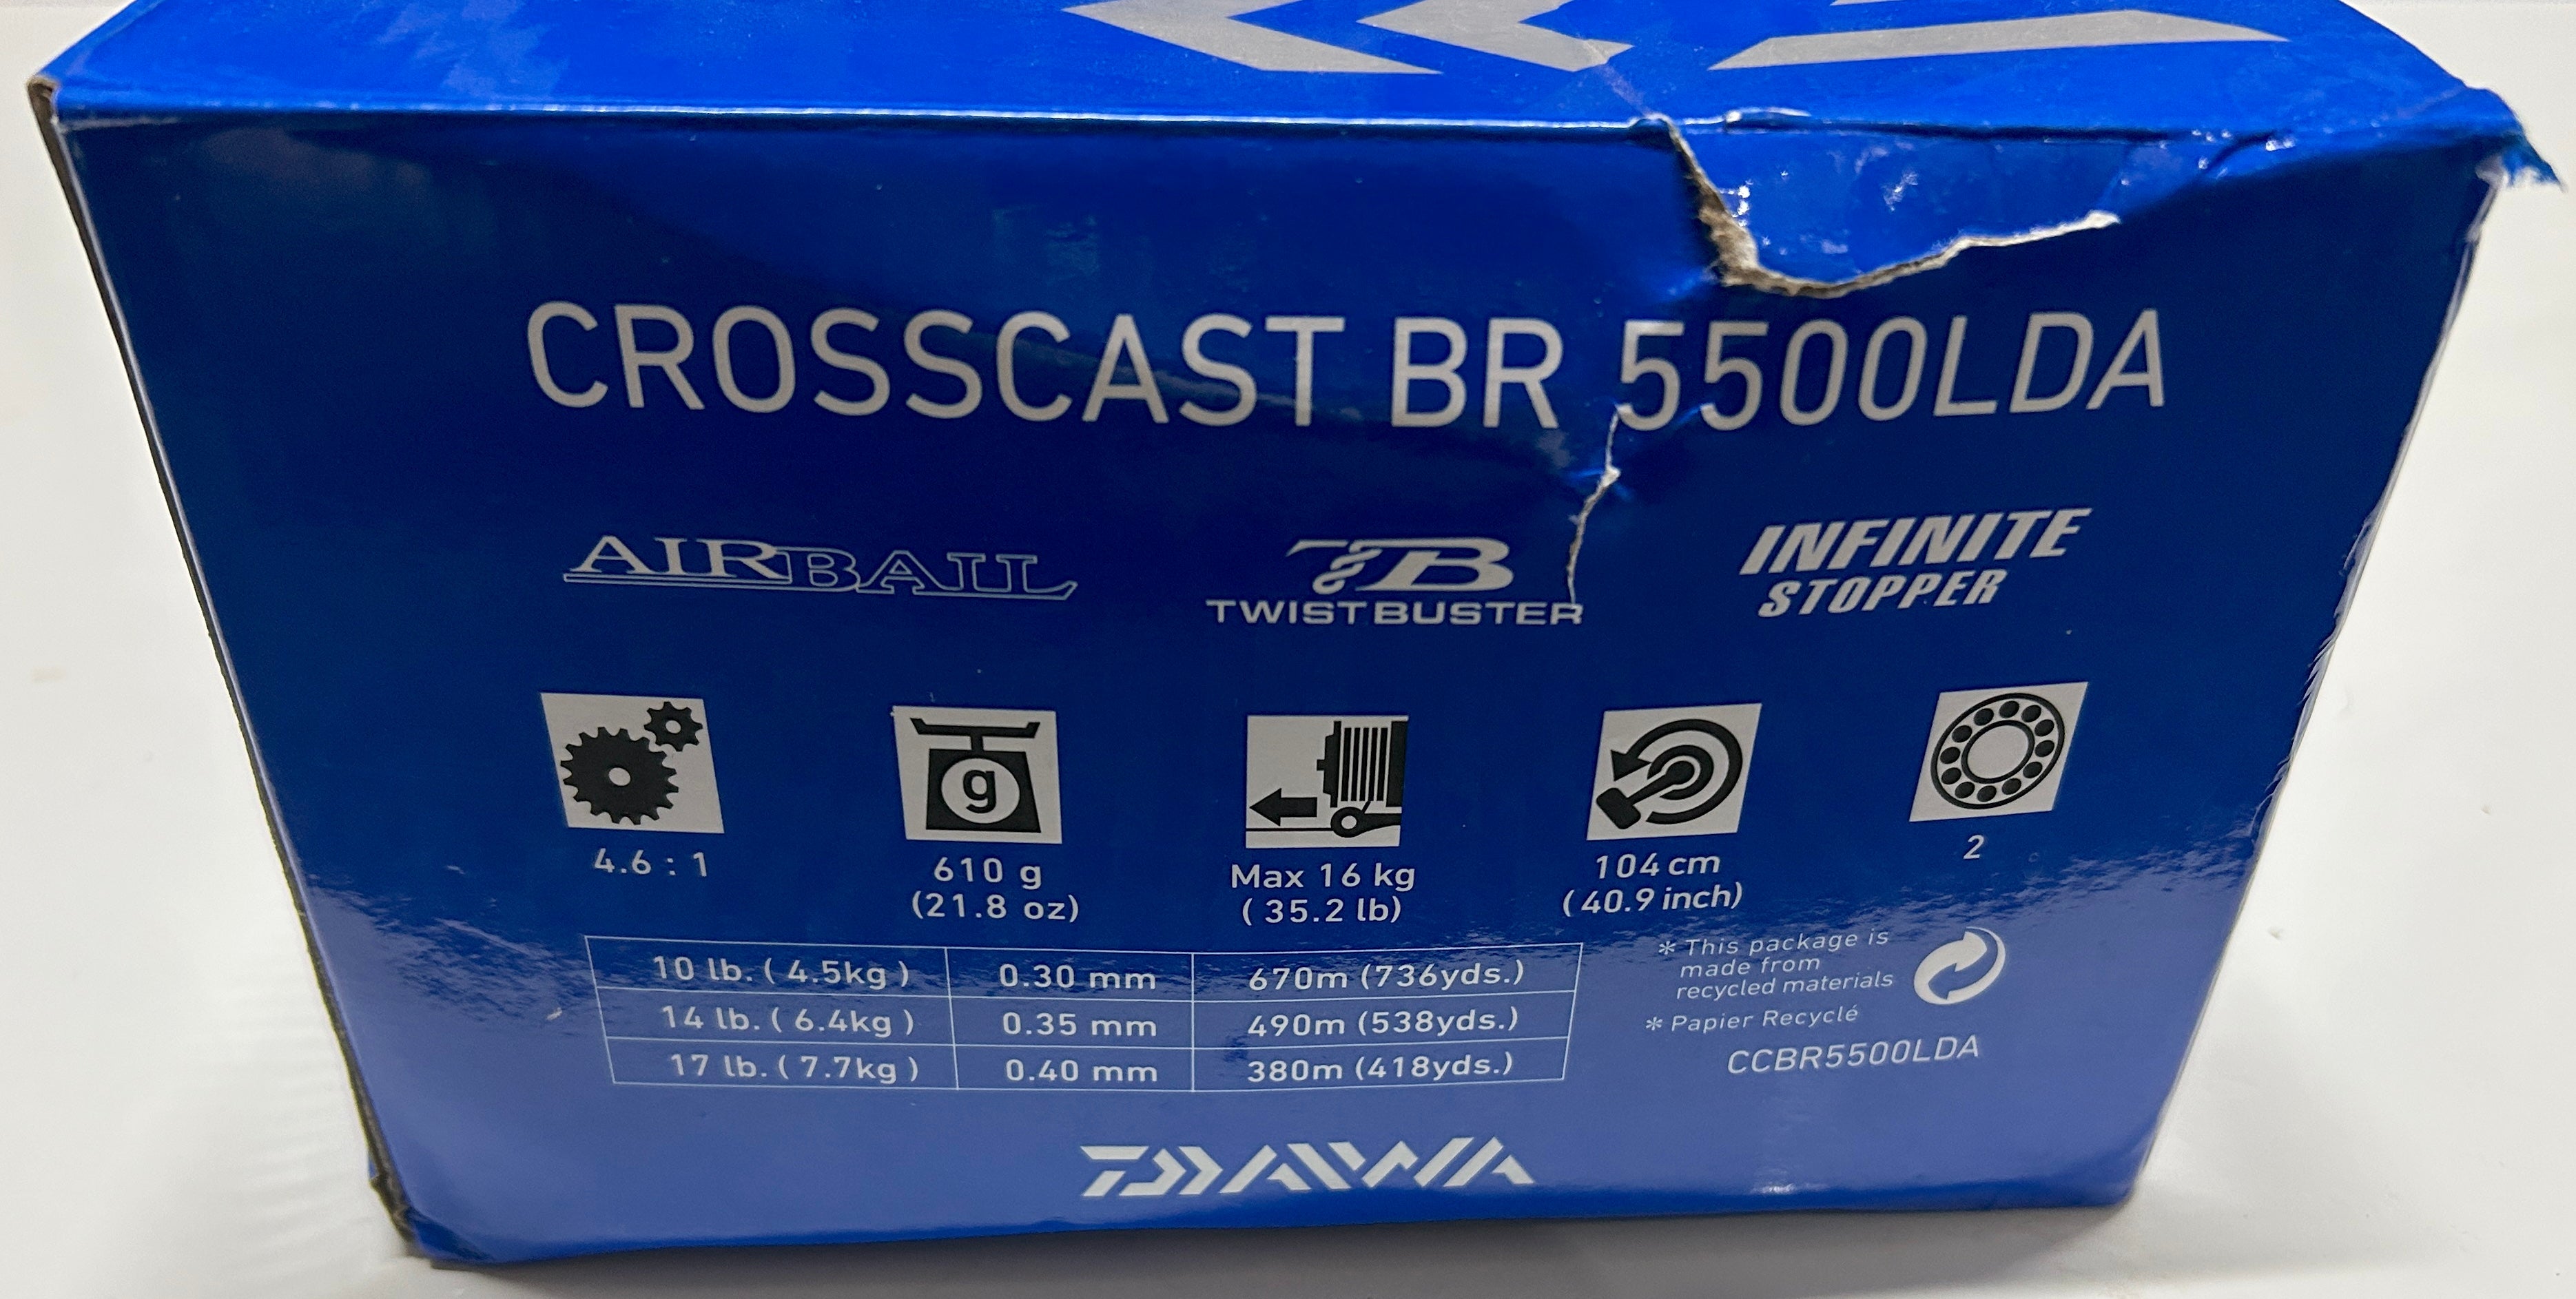 CROSSCAST BR 5500LDA
AIRBAIL
TB
TWISTBUSTER
INFINITE
STOPPER
g
4.6 : 1
610 g
(21.8 oz)
Max 16 kg
( 35.2 lb)
104 cm
( 40.9 inch)
2
10 lb. ( 4.5kg ) 0.30 mm 670m (736yds.)
14 lb. ( 6.4kg ) 0.35 mm 490m (538yds.)
17 lb. ( 7.7kg ) 0.40 mm 380m (418yds.)
* This package is
made from
recycled materials
* Papier Recyclé
CCBR5500LDA
DAIWA